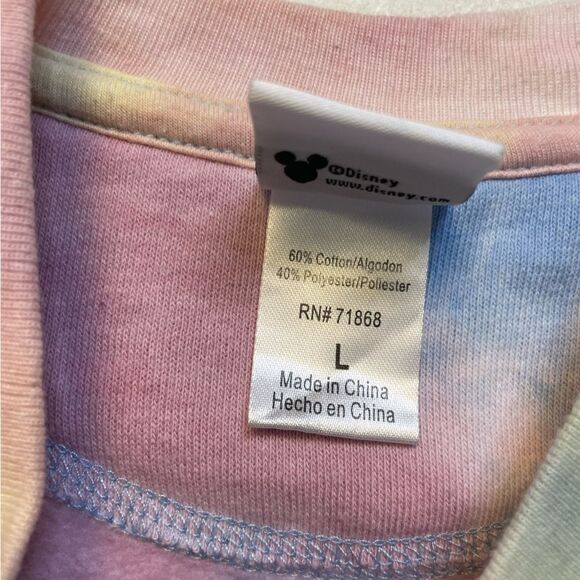 ©Disney
www.disney.com
60% Cotton/Algodon
40% Polyester/Poliester
RN# 71868
L
Made in China
Hecho en China